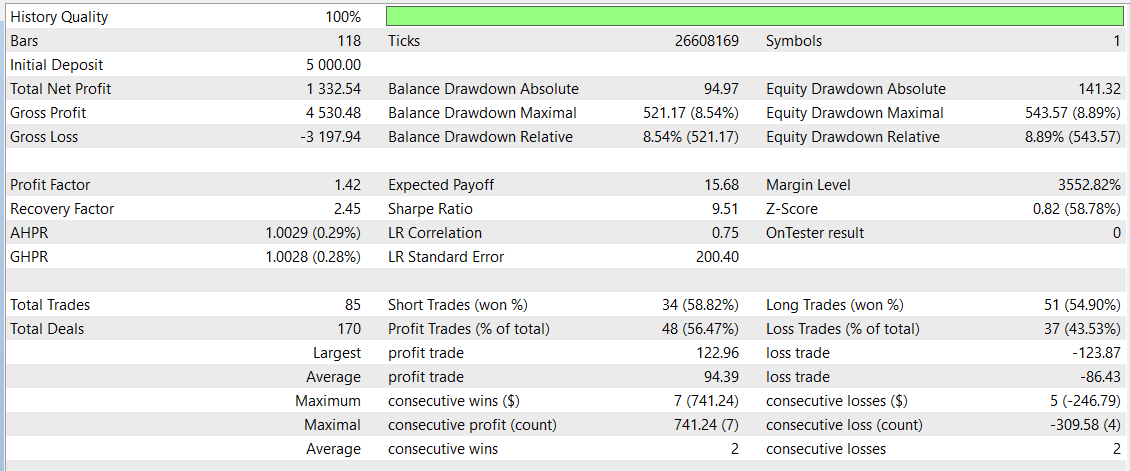 History Quality 100%
Bars 118 Ticks 26608169 Symbols 1
Initial Deposit 5 000.00
Total Net Profit 1 332.54 Balance Drawdown Absolute 94.97 Equity Drawdown Absolute 141.32
Gross Profit 4 530.48 Balance Drawdown Maximal 521.17 (8.54%) Equity Drawdown Maximal 543.57 (8.89%)
Gross Loss -3 197.94 Balance Drawdown Relative 8.54% (521.17) Equity Drawdown Relative 8.89% (543.57)
Profit Factor 1.42 Expected Payoff 15.68 Margin Level 3552.82%
Recovery Factor 2.45 Sharpe Ratio 9.51 Z-Score 0.82 (58.78%)
AHPR 1.0029 (0.29%) LR Correlation 0.75 OnTester result 0
GHPR 1.0028 (0.28%) LR Standard Error 200.40
Total Trades 85 Short Trades (won %) 34 (58.82%) Long Trades (won %) 51 (54.90%)
Total Deals 170 Profit Trades (% of total) 48 (56.47%) Loss Trades (% of total) 37 (43.53%)
Largest profit trade 122.96 loss trade -123.87
Average profit trade 94.39 loss trade -86.43
Maximum consecutive wins ($) 7 (741.24) consecutive losses ($) 5 (-246.79)
Maximal consecutive profit (count) 741.24 (7) consecutive loss (count) -309.58 (4)
Average consecutive wins 2 consecutive losses 2